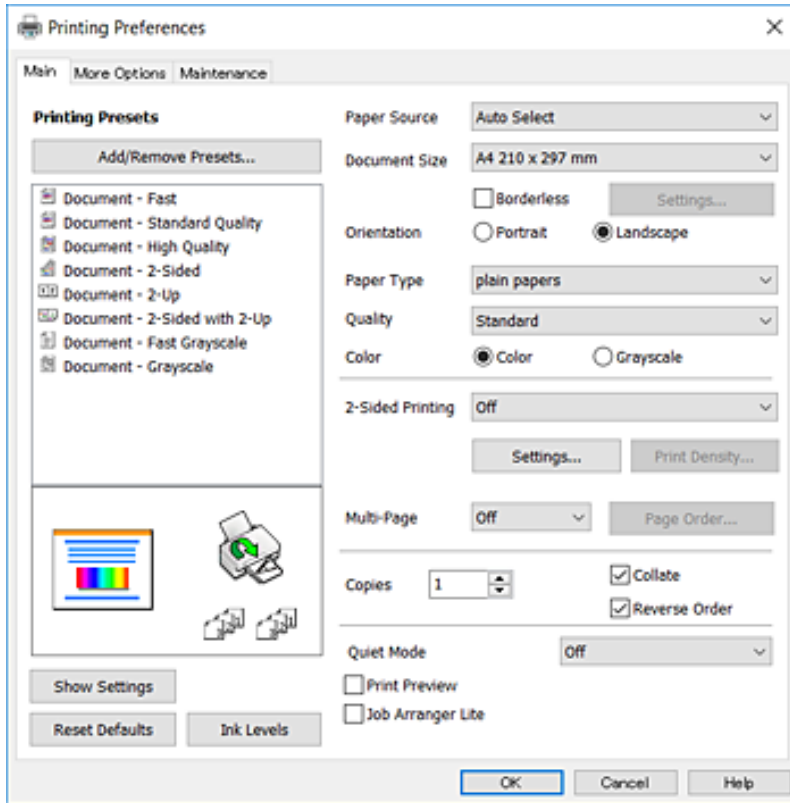 Printing Preferences
Main More Options Maintenance
Printing Presets
Add/Remove Presets...
Document - Fast
Document - Standard Quality
Document - High Quality
Document - 2-Sided
Document - 2-Up
Document - 2-Sided with 2-Up
Document - Fast Grayscale
Document - Grayscale
Show Settings
Reset Defaults Ink Levels
Paper Source Auto Select
Document Size A4 210 x 297 mm
Borderless Settings...
Orientation Portrait Landscape
Paper Type plain papers
Quality Standard
Color Color Grayscale
2-Sided Printing Off
Settings... Print Density...
Multi-Page Off Page Order...
Copies 1 Collate
Reverse Order
Quiet Mode Off
Print Preview
Job Arranger Lite
OK Cancel Help